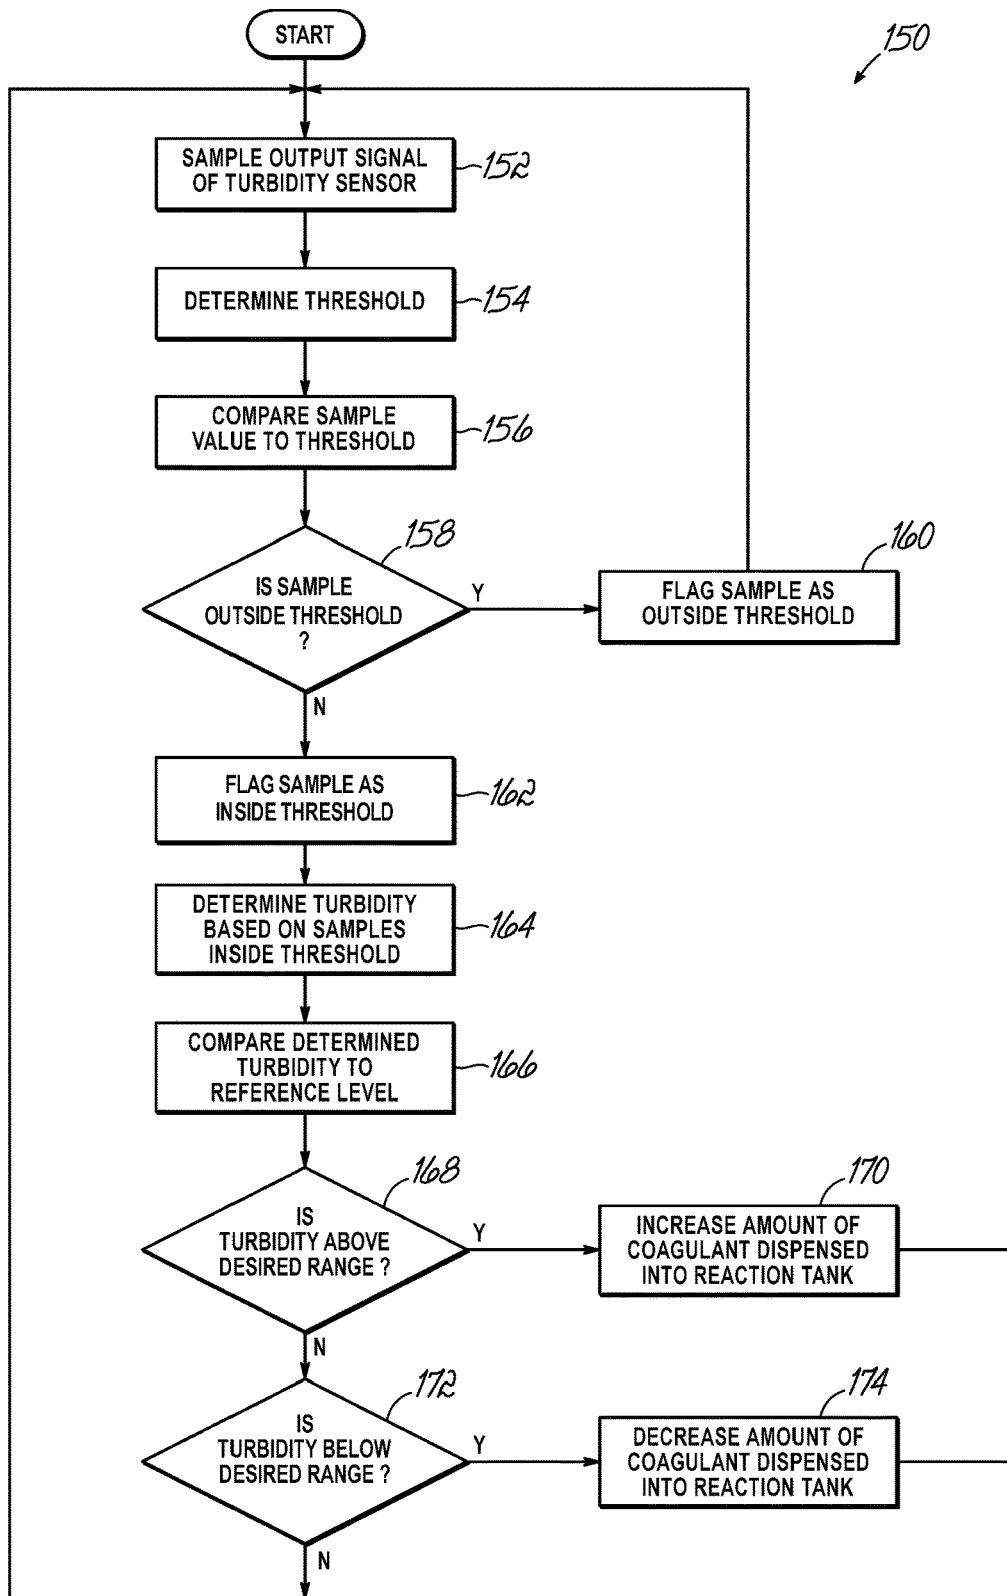 START
150
SAMPLE OUTPUT SIGNAL
OF TURBIDITY SENSOR
152
DETERMINE THRESHOLD
154
COMPARE SAMPLE
VALUE TO THRESHOLD
156
158
IS SAMPLE
OUTSIDE THRESHOLD
?
Y
160
FLAG SAMPLE AS
OUTSIDE THRESHOLD
N
FLAG SAMPLE AS
INSIDE THRESHOLD
162
DETERMINE TURBIDITY
BASED ON SAMPLES
INSIDE THRESHOLD
164
COMPARE DETERMINED
TURBIDITY TO
REFERENCE LEVEL
166
168
IS
TURBIDITY ABOVE
DESIRED RANGE ?
Y
170
INCREASE AMOUNT OF
COAGULANT DISPENSED
INTO REACTION TANK
N
172
IS
TURBIDITY BELOW
DESIRED RANGE ?
Y
174
DECREASE AMOUNT OF
COAGULANT DISPENSED
INTO REACTION TANK
N